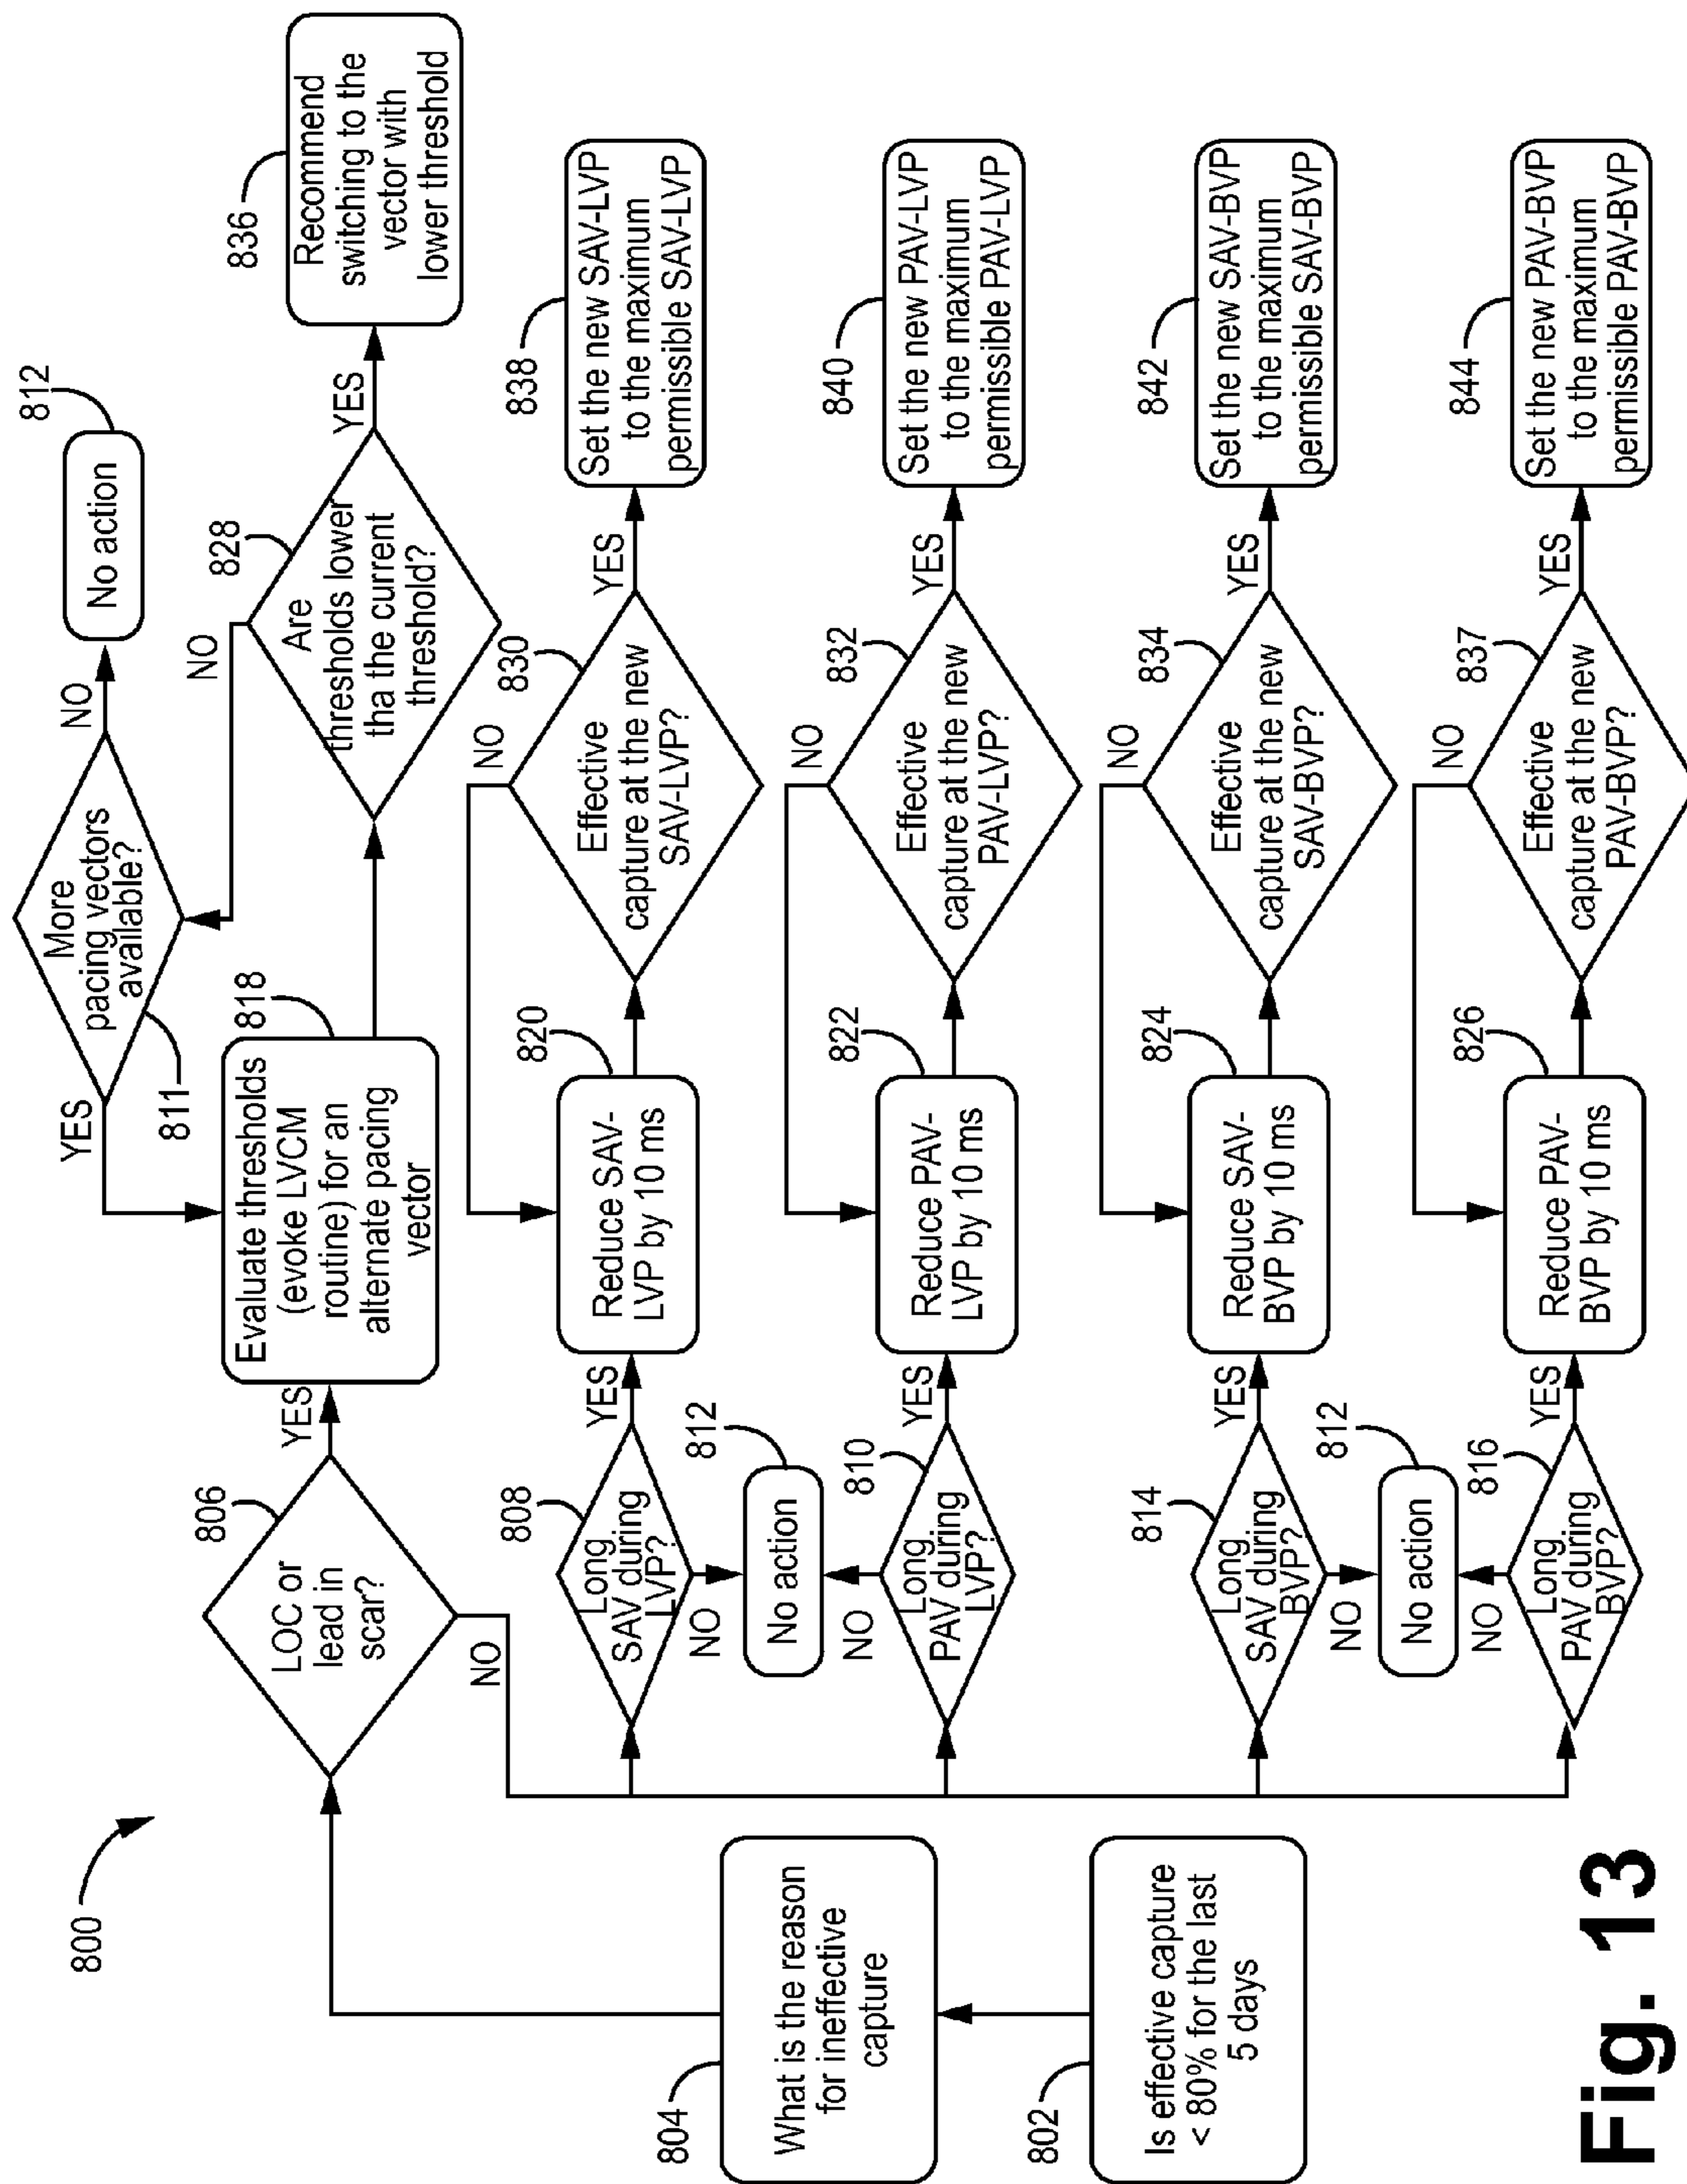 800
802
Is effective capture
< 80% for the last
5 days
804
What is the reason
for ineffective
capture
806
LOC or
lead in
scar?
YES
NO
818
Evaluate thresholds
(evoke LVCM
routine) for an
alternate pacing
vector
811
More
pacing vectors
available?
YES
NO
812
No action
828
Are
thresholds lower
tha the current
threshold?
NO
YES
836
Recommend
switching to the
vector with
lower threshold
808
Long
SAV during
LVP?
YES
NO
820
Reduce SAV-
LVP by 10 ms
830
Effective
capture at the new
SAV-LVP?
NO
YES
838
Set the new SAV-LVP
to the maximum
permissible SAV-LVP
812
No action
810
Long
PAV during
LVP?
NO
YES
822
Reduce PAV-
LVP by 10 ms
832
Effective
capture at the new
PAV-LVP?
NO
YES
840
Set the new PAV-LVP
to the maximum
permissible PAV-LVP
814
Long
SAV during
BVP?
YES
NO
824
Reduce SAV-
BVP by 10 ms
834
Effective
capture at the new
SAV-BVP?
NO
YES
842
Set the new SAV-BVP
to the maximum
permissible SAV-BVP
812
No action
816
Long
PAV during
BVP?
NO
YES
826
Reduce PAV-
BVP by 10 ms
837
Effective
capture at the new
PAV-BVP?
NO
YES
844
Set the new PAV-BVP
to the maximum
permissible PAV-BVP
Fig. 13